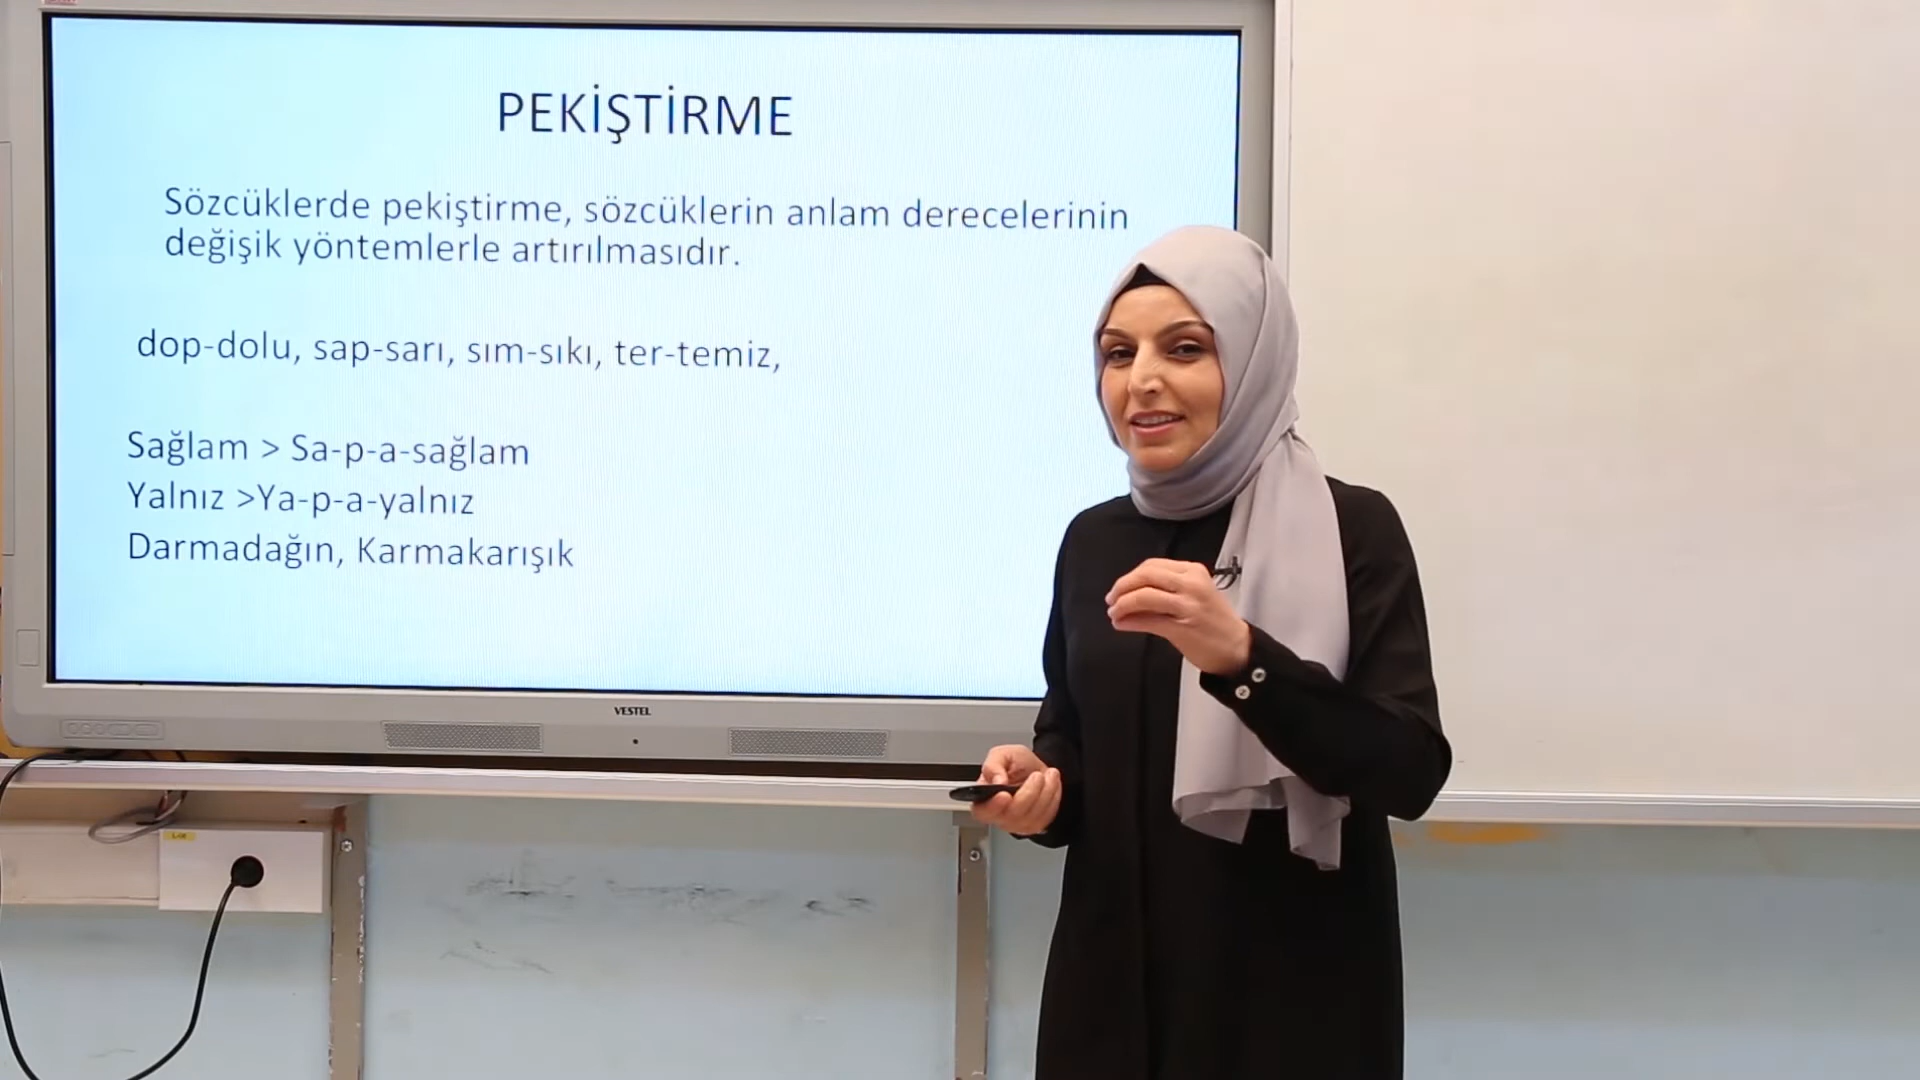 PEKİŞTİRME
Sözcüklerde pekiştirme, sözcüklerin anlam derecelerinin
değişik yöntemlerle artırılmasıdır.
dop-dolu, sap-sarı, sım-sıkı, ter-temiz,
Sağlam > Sa-p-a-sağlam
Yalnız >Ya-p-a-yalnız
Darmadağın, Karmakarışık
VESTEL